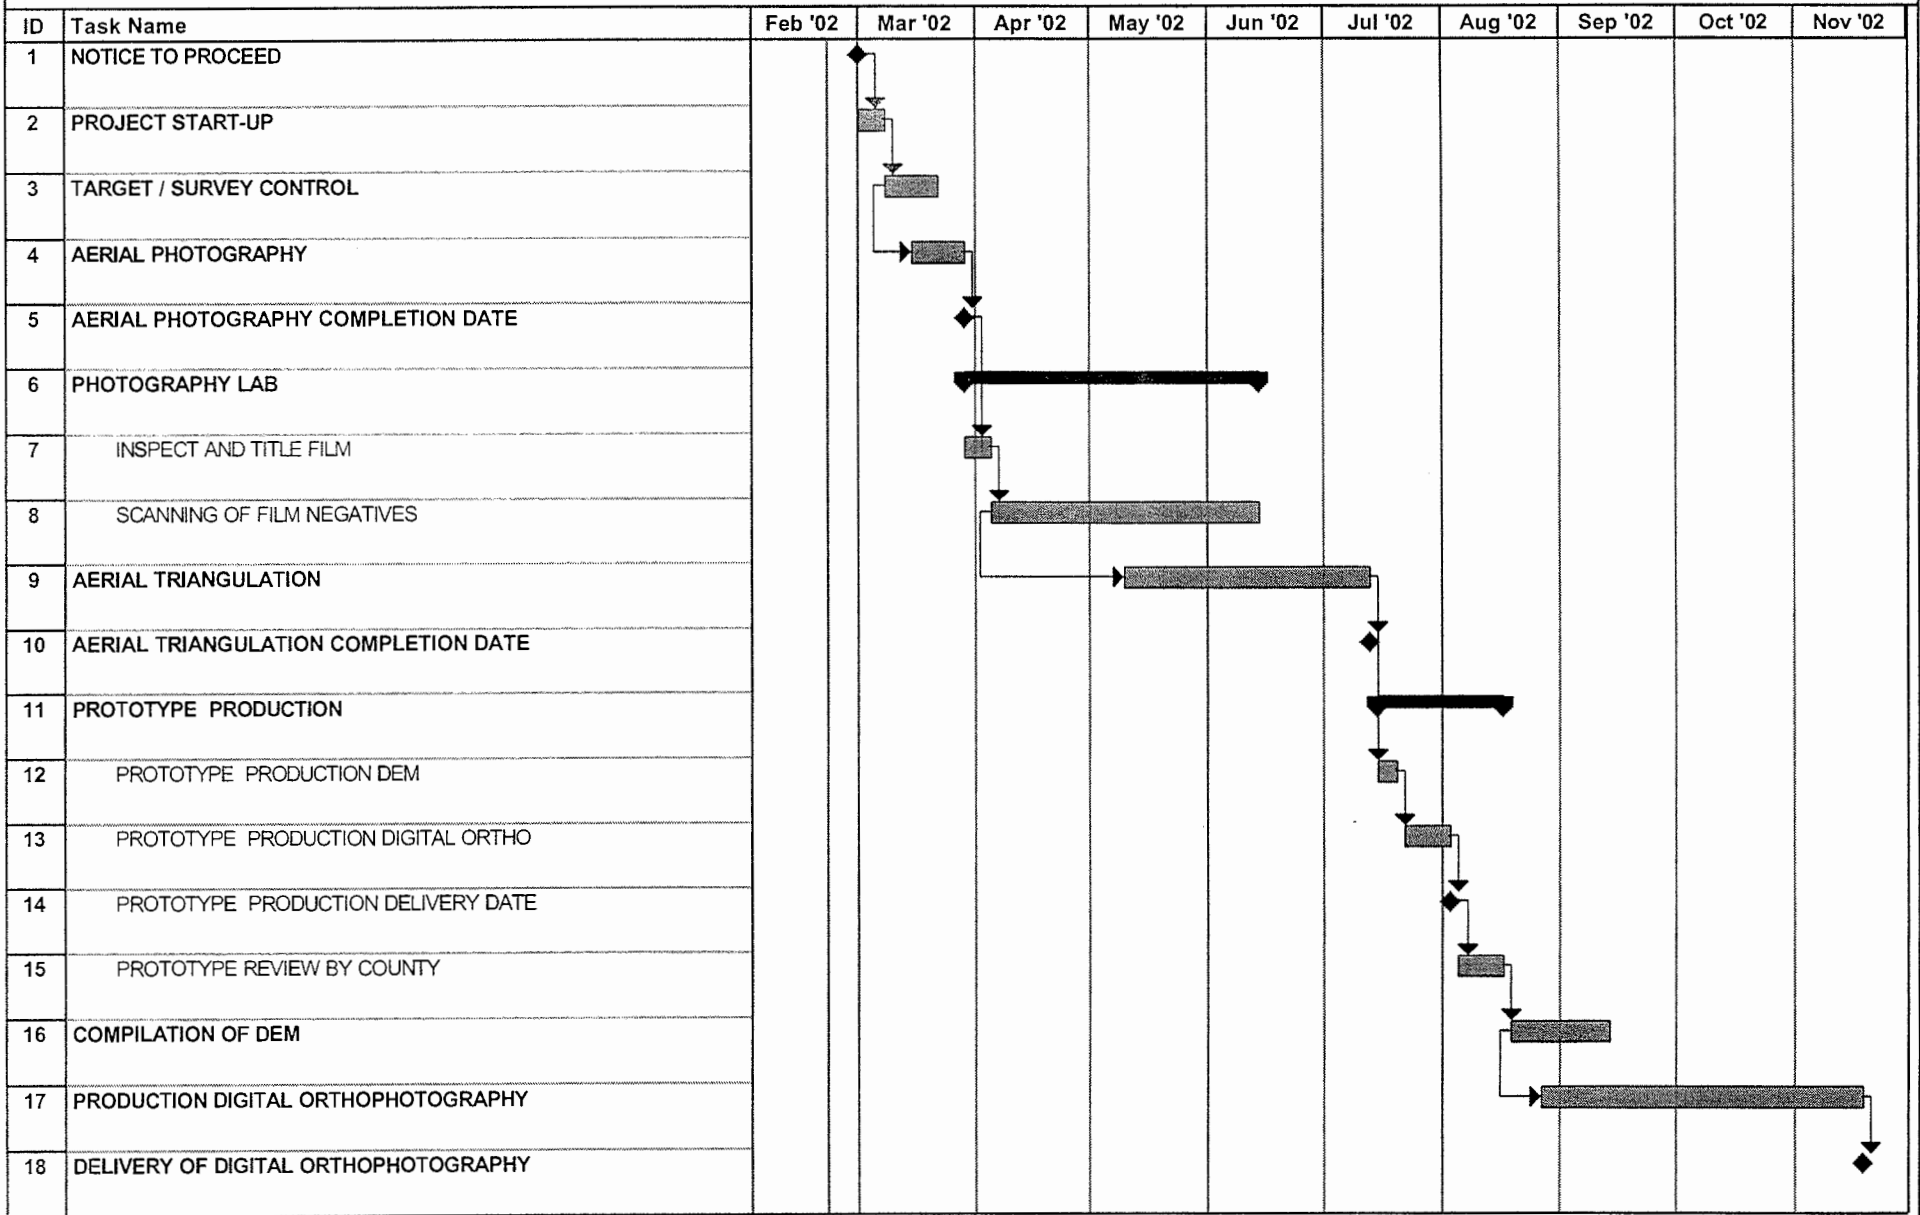 ID Task Name Feb '02 Mar '02 Apr '02 May '02 Jun '02 Jul '02 Aug '02 Sep '02 Oct '02 Nov '02
1 NOTICE TO PROCEED
2 PROJECT START-UP
3 TARGET / SURVEY CONTROL
4 AERIAL PHOTOGRAPHY
5 AERIAL PHOTOGRAPHY COMPLETION DATE
6 PHOTOGRAPHY LAB
7 INSPECT AND TITLE FILM
8 SCANNING OF FILM NEGATIVES
9 AERIAL TRIANGULATION
10 AERIAL TRIANGULATION COMPLETION DATE
11 PROTOTYPE PRODUCTION
12 PROTOTYPE PRODUCTION DEM
13 PROTOTYPE PRODUCTION DIGITAL ORTHO
14 PROTOTYPE PRODUCTION DELIVERY DATE
15 PROTOTYPE REVIEW BY COUNTY
16 COMPILATION OF DEM
17 PRODUCTION DIGITAL ORTHOPHOTOGRAPHY
18 DELIVERY OF DIGITAL ORTHOPHOTOGRAPHY